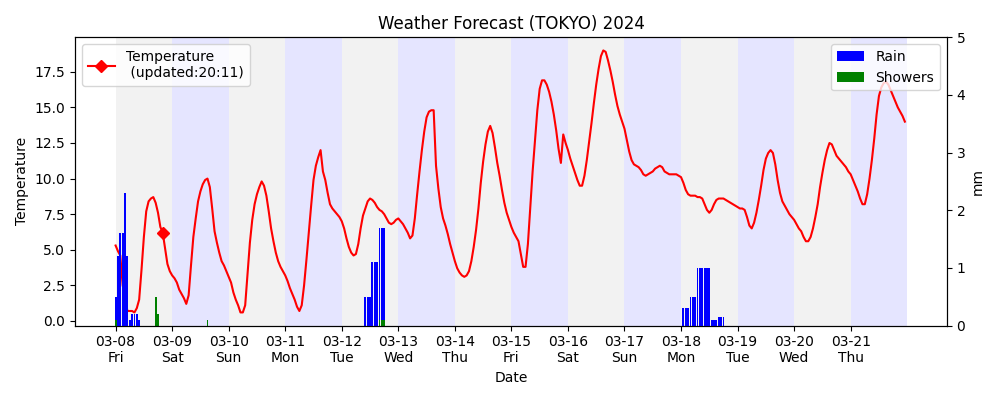 Weather Forecast (TOKYO) 2024
Temperature
(updated:20:11)
Rain
Showers
Temperature
17.5
15.0
12.5
10.0
7.5
5.0
2.5
0.0
5
4
3
2
1
0
mm
03-08 03-09 03-10 03-11 03-12 03-13 03-14 03-15 03-16 03-17 03-18 03-19 03-20 03-21
Fri Sat Sun Mon Tue Wed Thu Fri Sat Sun Mon Tue Wed Thu
Date